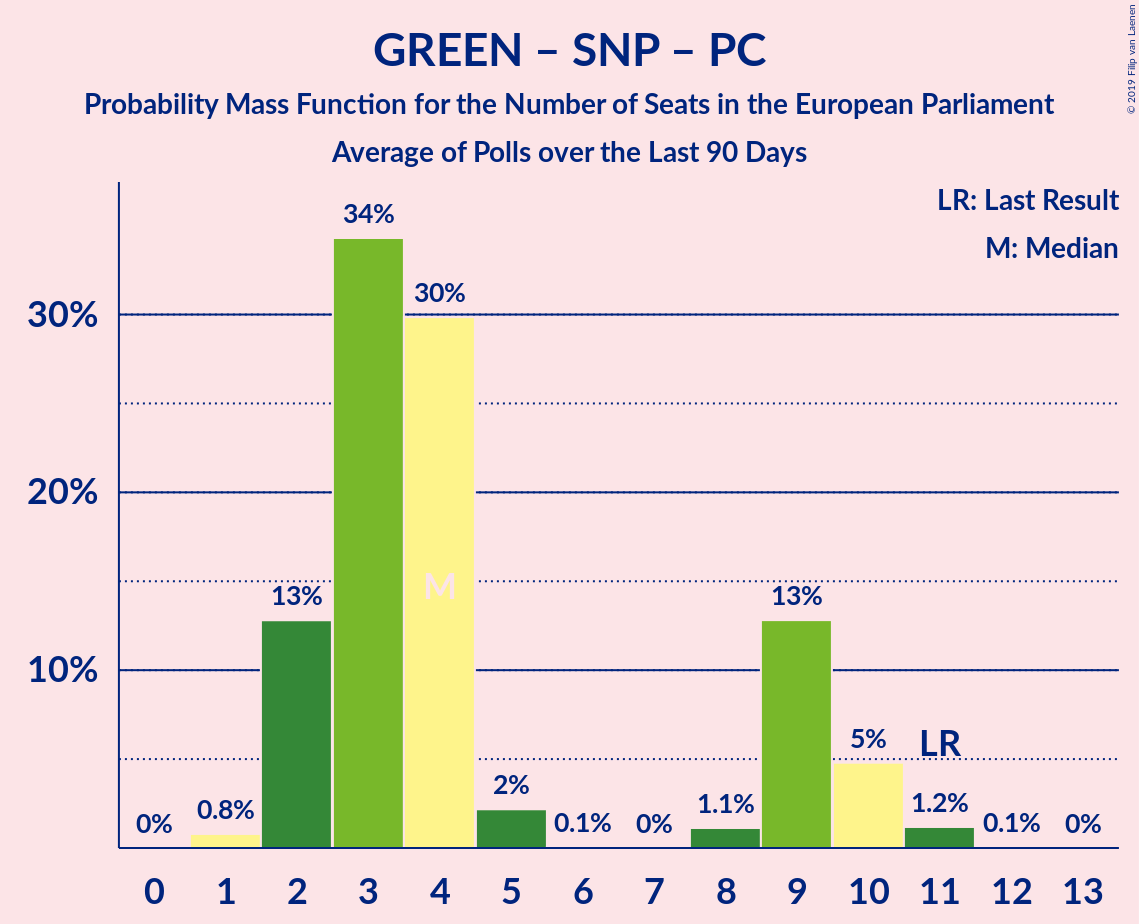 GREEN – SNP – PC
Probability Mass Function for the Number of Seats in the European Parliament
Average of Polls over the Last 90 Days
© 2019 Filip van Laenen
LR: Last Result
M: Median
30%
20%
10%
0%
0.8%
13%
34%
30%
M
2%
0.1%
0%
1.1%
13%
5%
LR
1.2%
0.1%
0%
0 1 2 3 4 5 6 7 8 9 10 11 12 13